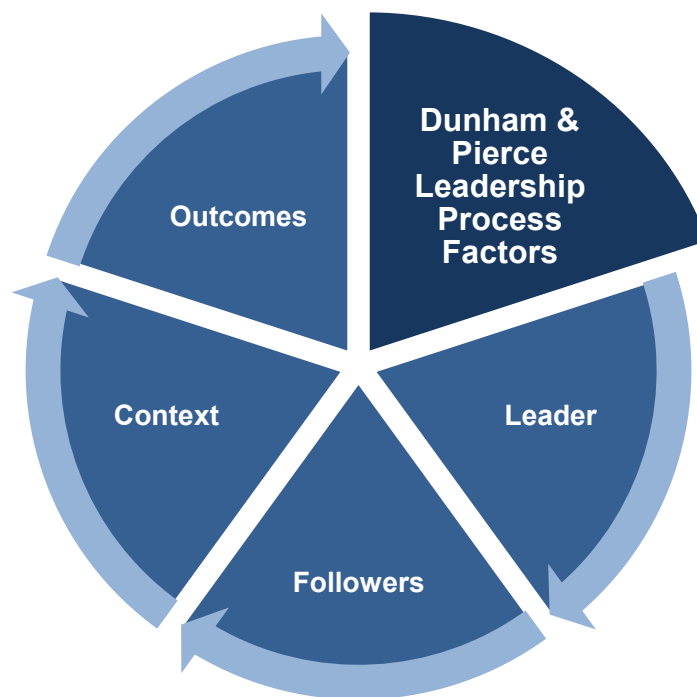 Dunham &
Pierce
Leadership
Process
Factors
Outcomes
Leader
Context
Followers